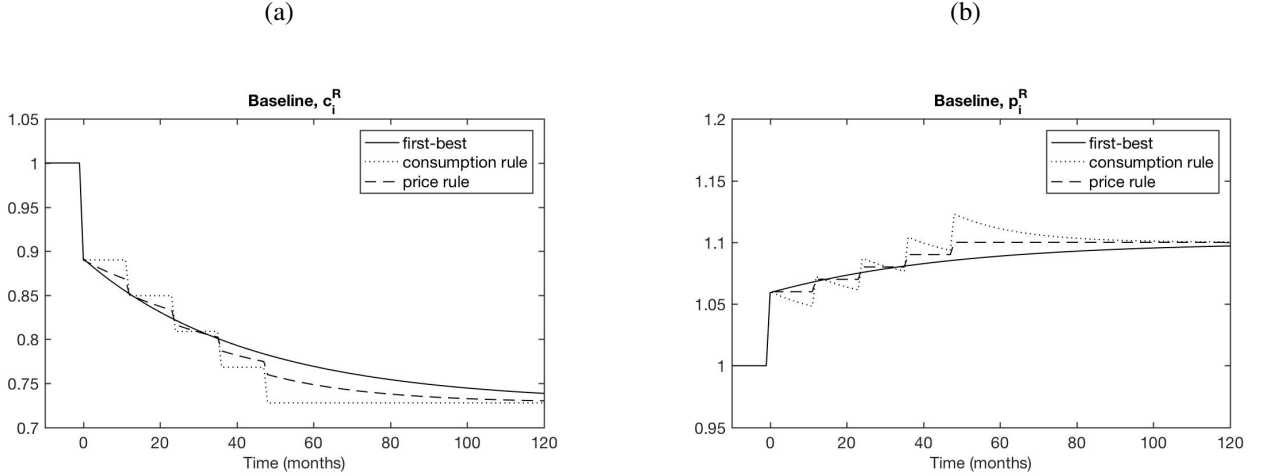 (a)
Baseline, c_i^R
1.05
1
0.95
0.9
0.85
0.8
0.75
0.7
0 20 40 60 80 100 120
Time (months)
first-best
consumption rule
price rule
(b)
Baseline, p_i^R
1.2
1.15
1.1
1.05
1
0.95
0 20 40 60 80 100 120
Time (months)
first-best
consumption rule
price rule